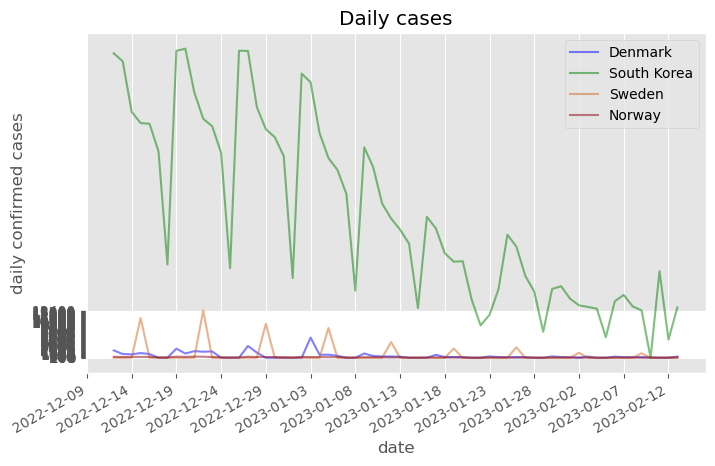 Daily cases
Denmark
South Korea
Sweden
Norway
daily confirmed cases
2022-12-09
2022-12-14
2022-12-19
2022-12-24
2022-12-29
2023-01-03
2023-01-08
2023-01-13
2023-01-18
2023-01-23
2023-01-28
2023-02-02
2023-02-07
2023-02-12
date